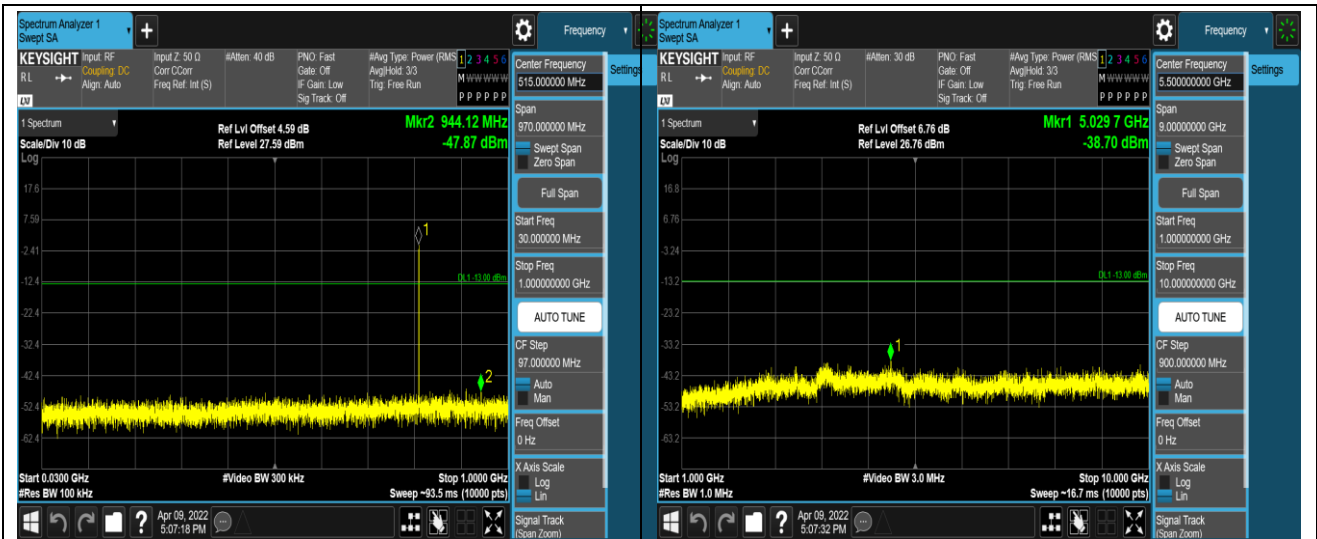 Spectrum Analyzer 1
Swept SA
+
Frequency
KEYSIGHT
RL
LXI
Input: RF
Coupling: DC
Align: Auto
Input Z: 50 Ω
Corr CCorr
Freq Ref: Int (S)
#Atten: 40 dB
PNO: Fast
Gate: Off
IF Gain: Low
Sig Track: Off
#Avg Type: Power (RMS
Avg|Hold: 3/3
Trig: Free Run
1 2 3 4 5 6
M W W W W W
P P P P P P
1 Spectrum
Scale/Div 10 dB
Log
Ref Lvl Offset 4.59 dB
Ref Level 27.59 dBm
Mkr2 944.12 MHz
-47.87 dBm
17.6
7.59
-2.41
-12.4
-22.4
-32.4
-42.4
-52.4
-62.4
1
DL1 -13.00 dBm
2
Start 0.0300 GHz
#Res BW 100 kHz
#Video BW 300 kHz
Stop 1.0000 GHz
Sweep ~93.5 ms (10000 pts)
?
Apr 09, 2022
5:07:18 PM
Center Frequency
515.000000 MHz
Settings
Span
970.000000 MHz
Swept Span
Zero Span
Full Span
Start Freq
30.000000 MHz
Stop Freq
1.000000000 GHz
AUTO TUNE
CF Step
97.000000 MHz
Auto
Man
Freq Offset
0 Hz
X Axis Scale
Log
Lin
Signal Track
(Span Zoom)
Spectrum Analyzer 1
Swept SA
+
Frequency
KEYSIGHT
RL
LXI
Input: RF
Coupling: DC
Align: Auto
Input Z: 50 Ω
Corr CCorr
Freq Ref: Int (S)
#Atten: 30 dB
PNO: Fast
Gate: Off
IF Gain: Low
Sig Track: Off
#Avg Type: Power (RMS
Avg|Hold: 3/3
Trig: Free Run
1 2 3 4 5 6
M W W W W W
P P P P P P
1 Spectrum
Scale/Div 10 dB
Log
Ref Lvl Offset 6.76 dB
Ref Level 26.76 dBm
Mkr1 5.029 7 GHz
-38.70 dBm
16.8
6.76
-3.24
-13.2
-23.2
-33.2
-43.2
-53.2
-63.2
DL1 -13.00 dBm
1
Start 1.000 GHz
#Res BW 1.0 MHz
#Video BW 3.0 MHz
Stop 10.000 GHz
Sweep ~16.7 ms (10000 pts)
?
Apr 09, 2022
5:07:32 PM
Center Frequency
5.500000000 GHz
Settings
Span
9.00000000 GHz
Swept Span
Zero Span
Full Span
Start Freq
1.000000000 GHz
Stop Freq
10.000000000 GHz
AUTO TUNE
CF Step
900.000000 MHz
Auto
Man
Freq Offset
0 Hz
X Axis Scale
Log
Lin
Signal Track
(Span Zoom)